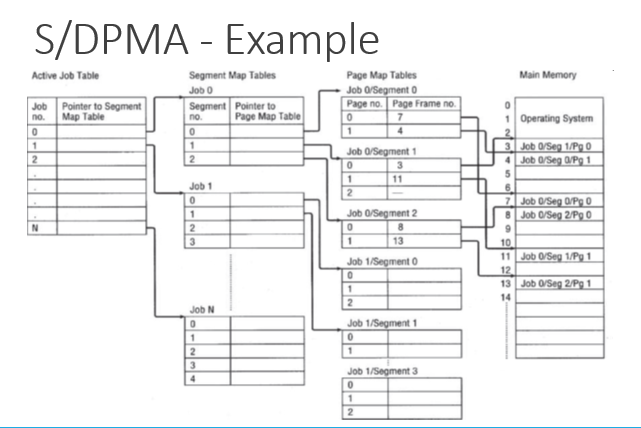 S/DPMA - Example
Active Job Table
Job no. Pointer to Segment Map Table
0
1
2
.
.
.
.
N
Segment Map Tables
Job 0
Segment no. Pointer to Page Map Table
0
1
2
Job 1
0
1
2
3
Job N
0
1
2
3
4
Page Map Tables
Job 0/Segment 0
Page no. Page Frame no.
0 7
1 4
Job 0/Segment 1
0 3
1 11
2 —
Job 0/Segment 2
0 8
1 13
Job 1/Segment 0
0
1
2
Job 1/Segment 1
0
1
Job 1/Segment 3
0
1
2
Main Memory
0
1 Operating System
2
3 Job 0/Seg 1/Pg 0
4 Job 0/Seg 0/Pg 1
5
6
7 Job 0/Seg 0/Pg 0
8 Job 0/Seg 2/Pg 0
9
10
11 Job 0/Seg 1/Pg 1
12
13 Job 0/Seg 2/Pg 1
14